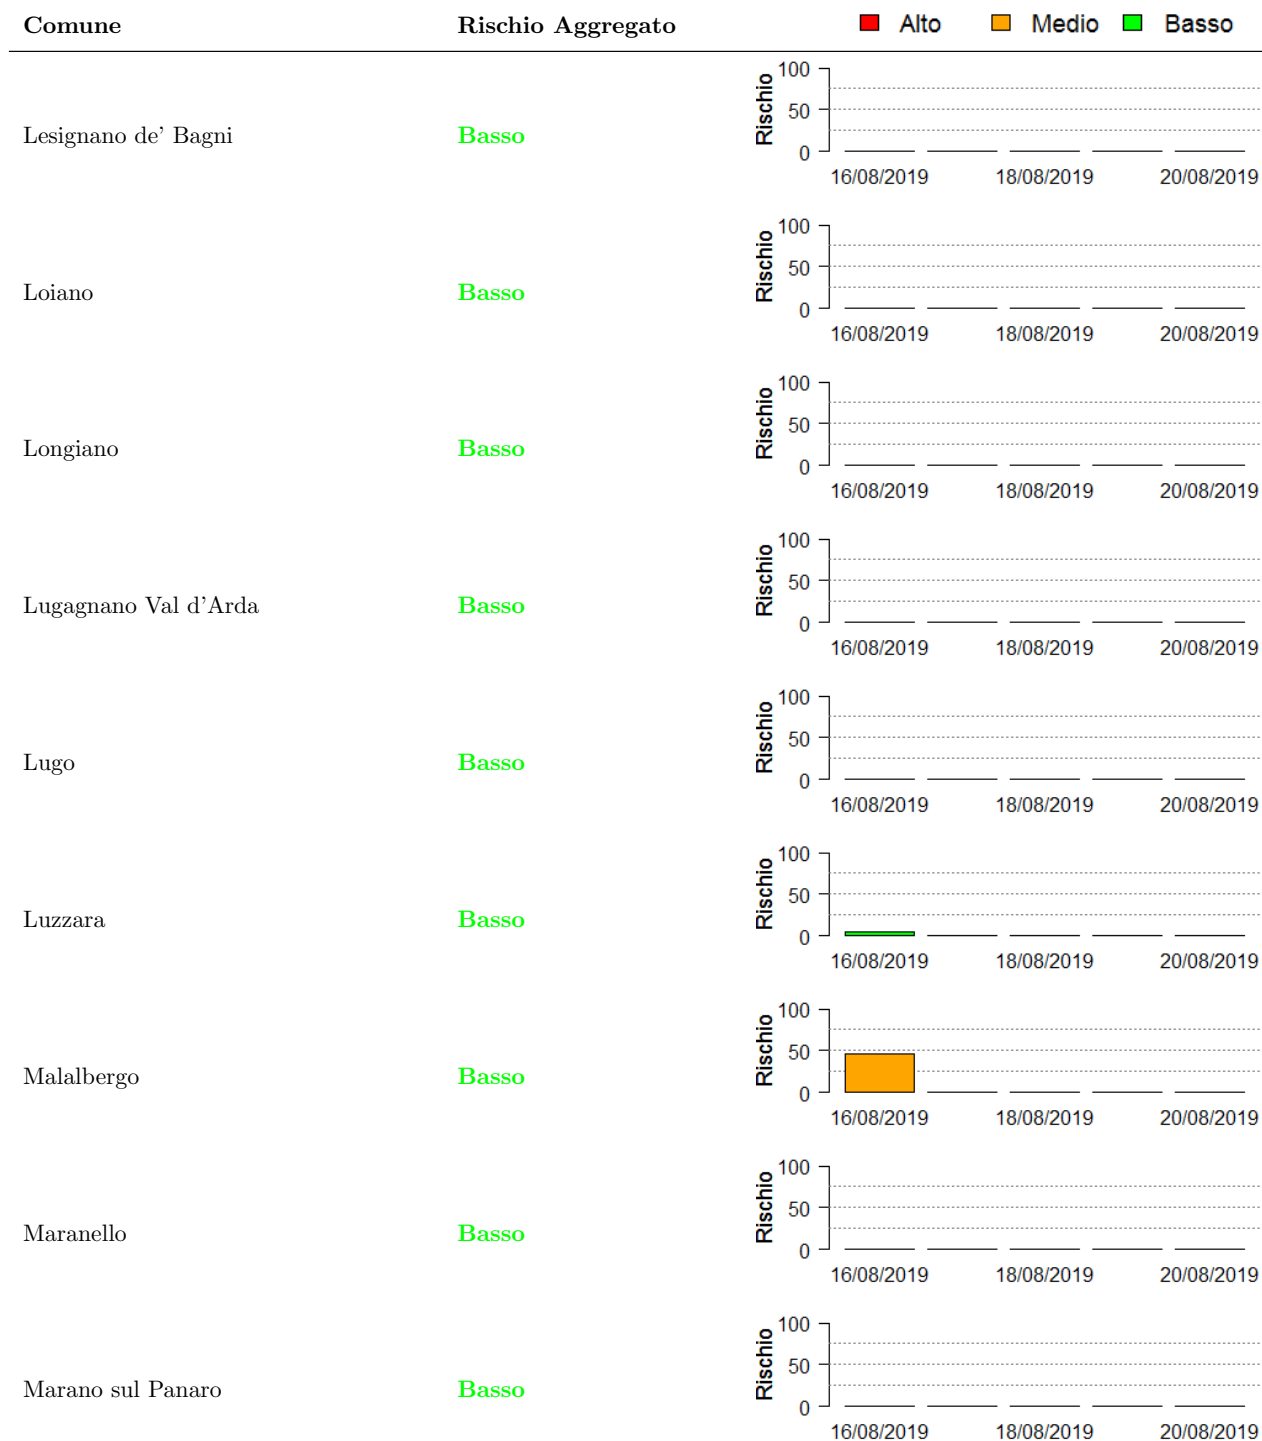 Comune Rischio Aggregato Alto Medio Basso
Lesignano de' Bagni Basso
Rischio
100
50
0
16/08/2019 18/08/2019 20/08/2019
Loiano Basso
Rischio
100
50
0
16/08/2019 18/08/2019 20/08/2019
Longiano Basso
Rischio
100
50
0
16/08/2019 18/08/2019 20/08/2019
Lugagnano Val d'Arda Basso
Rischio
100
50
0
16/08/2019 18/08/2019 20/08/2019
Lugo Basso
Rischio
100
50
0
16/08/2019 18/08/2019 20/08/2019
Luzzara Basso
Rischio
100
50
0
16/08/2019 18/08/2019 20/08/2019
Malalbergo Basso
Rischio
100
50
0
16/08/2019 18/08/2019 20/08/2019
Maranello Basso
Rischio
100
50
0
16/08/2019 18/08/2019 20/08/2019
Marano sul Panaro Basso
Rischio
100
50
0
16/08/2019 18/08/2019 20/08/2019